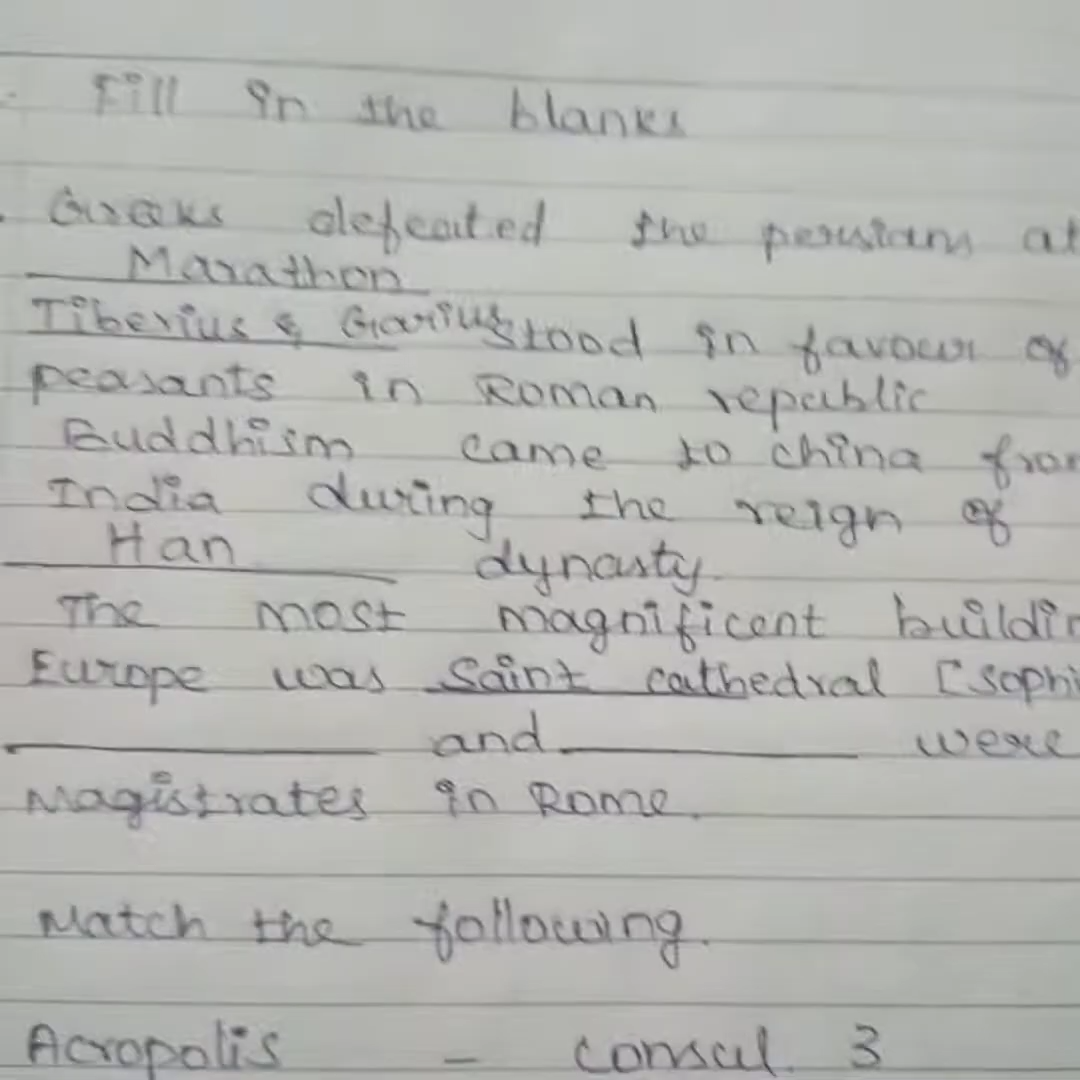 Fill in the blanks
Greeks defeated the persians at
Marathon
Tiberius & Garius stood in favour of
peasants in Roman republic
Buddhism came to china from
India during the reign of
Han dynasty.
The most magnificent buildin
Europe was Saint cathedral [sophi
and were
Magistrates in Rome.
Match the following.
Acropolis - consul. 3